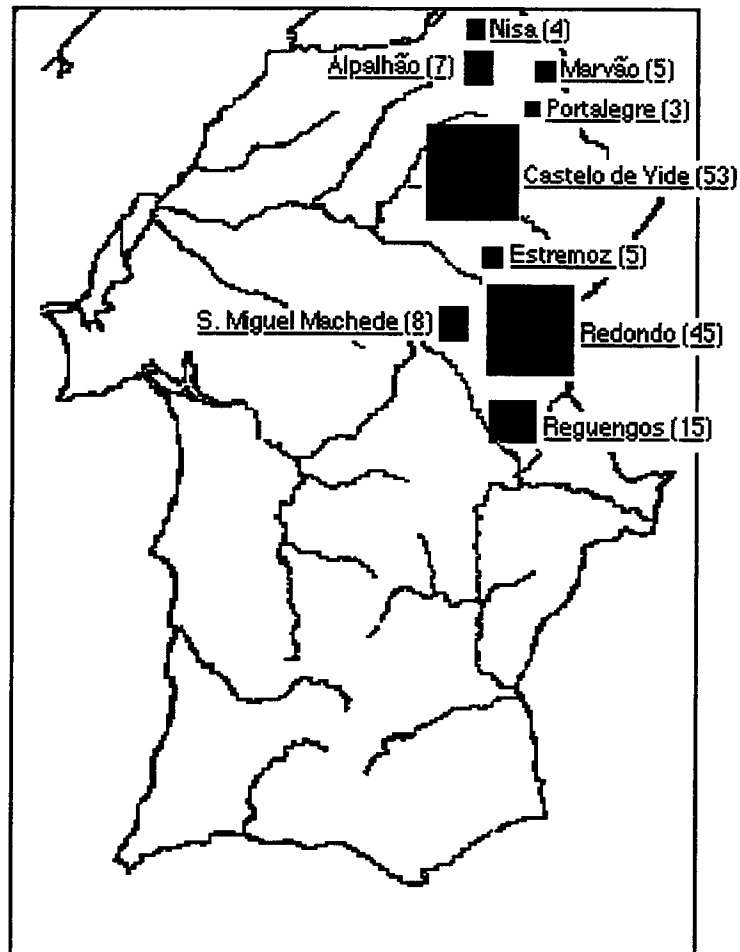 Nisa (4)
Alpalhão (7)
Marvão (5)
Portalegre (3)
Castelo de Vide (53)
Estremoz (5)
S. Miguel Machede (8)
Redondo (45)
Reguengos (15)